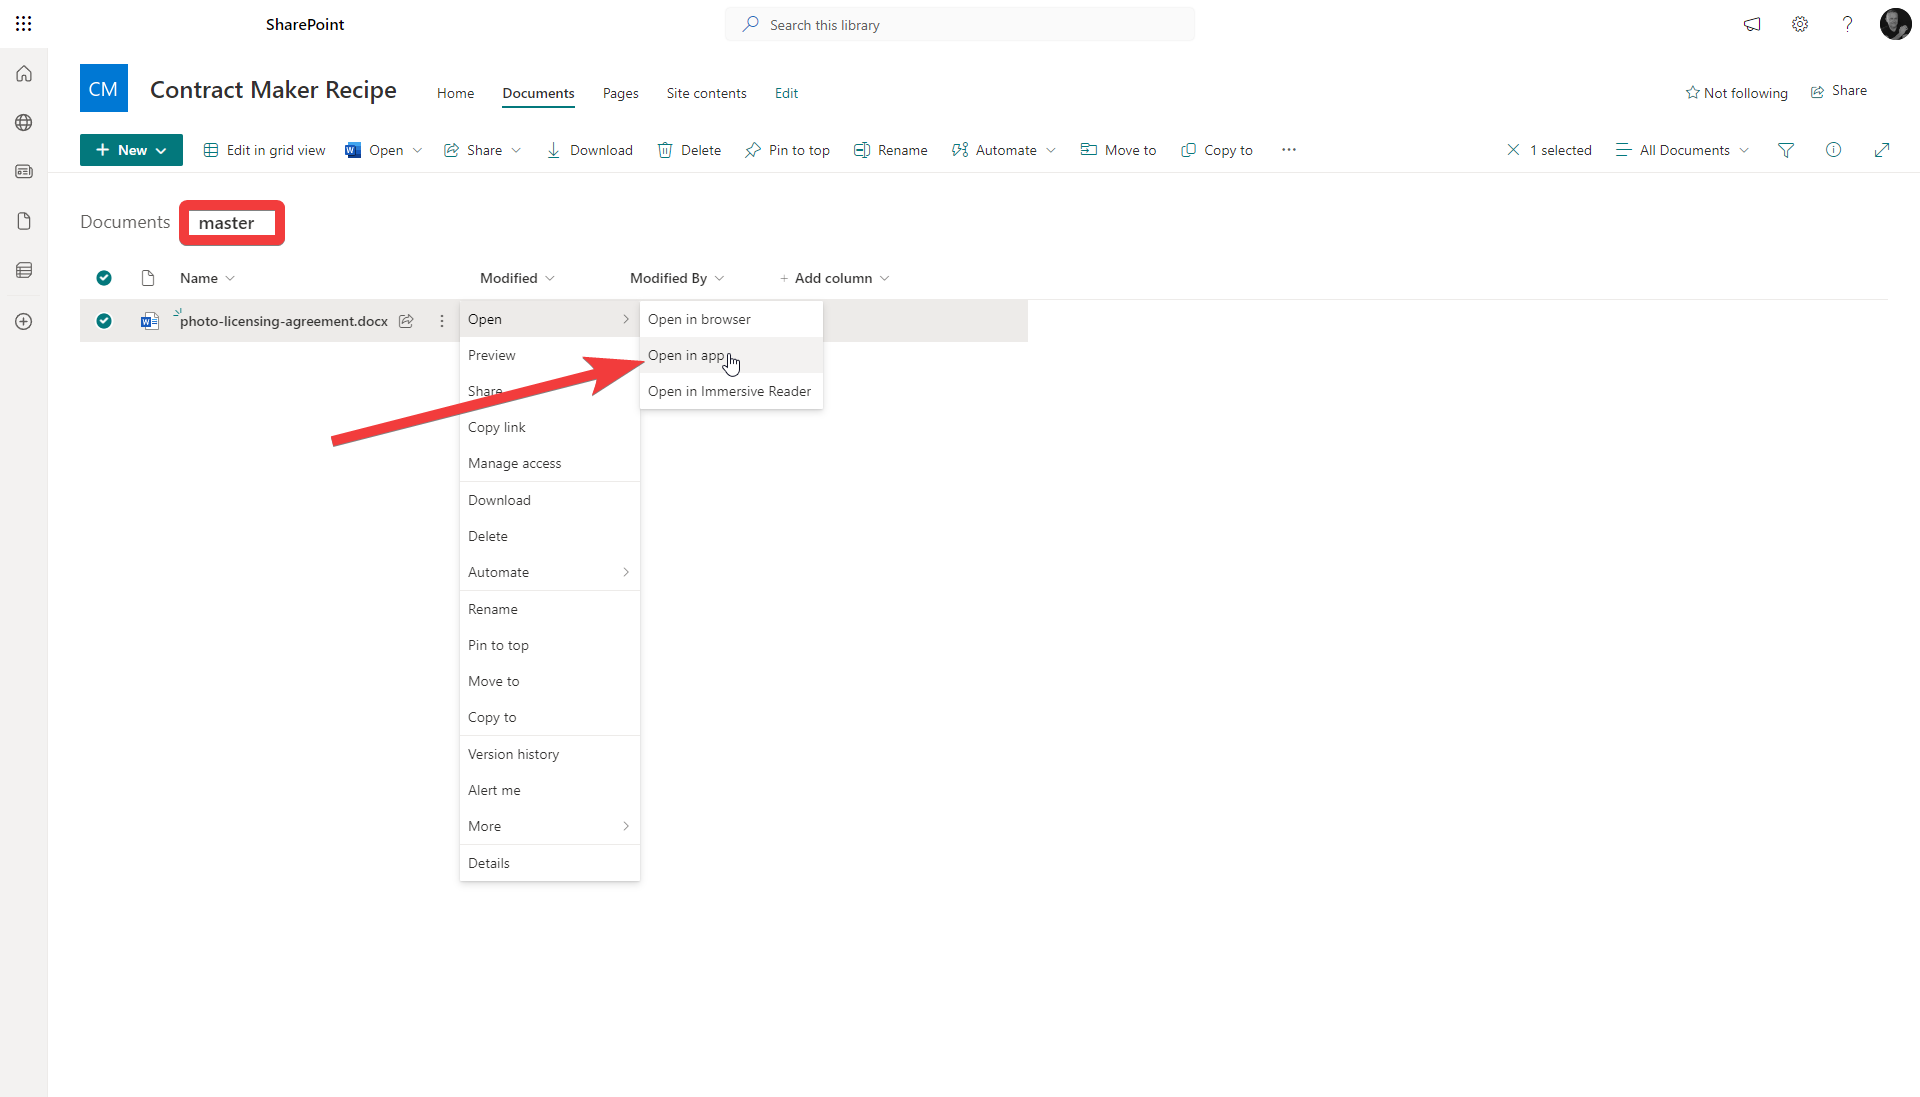 SharePoint
Search this library
CM
Contract Maker Recipe
Home
Documents
Pages
Site contents
Edit
Not following
Share
New
Edit in grid view
Open
Share
Download
Delete
Pin to top
Rename
Automate
Move to
Copy to
1 selected
All Documents
Documents
master
Name
Modified
Modified By
Add column
photo-licensing-agreement.docx
Open
Preview
Share
Copy link
Manage access
Download
Delete
Automate
Rename
Pin to top
Move to
Copy to
Version history
Alert me
More
Details
Open in browser
Open in app
Open in Immersive Reader